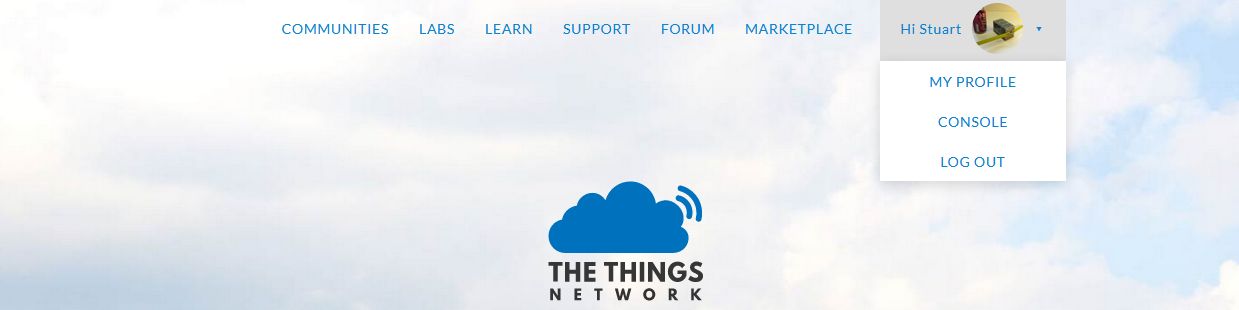 COMMUNITIES LABS LEARN SUPPORT FORUM MARKETPLACE Hi Stuart
MY PROFILE
CONSOLE
LOG OUT
THE THINGS
NETWORK